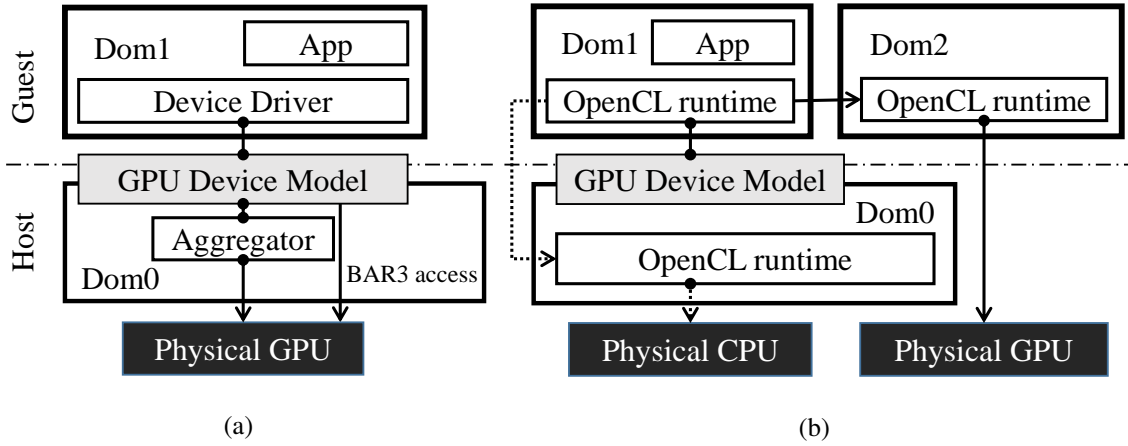 Guest
Host
Dom1
App
Device Driver
GPU Device Model
Aggregator
Dom0
BAR3 access
Physical GPU
(a)
Dom1
App
OpenCL runtime
Dom2
OpenCL runtime
GPU Device Model
Dom0
OpenCL runtime
Physical CPU
Physical GPU
(b)